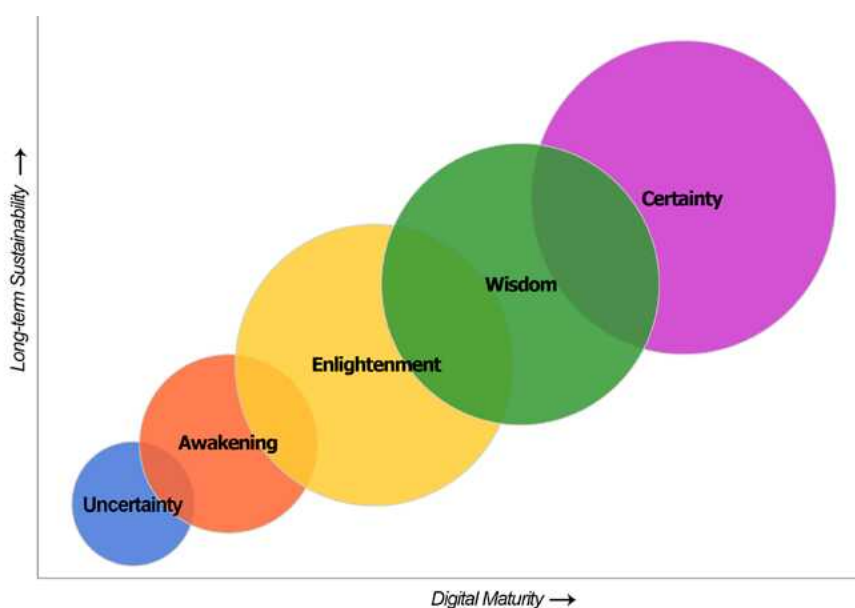 Certainty
Wisdom
Enlightenment
Awakening
Uncertainty
Long-term Sustainability →
Digital Maturity →